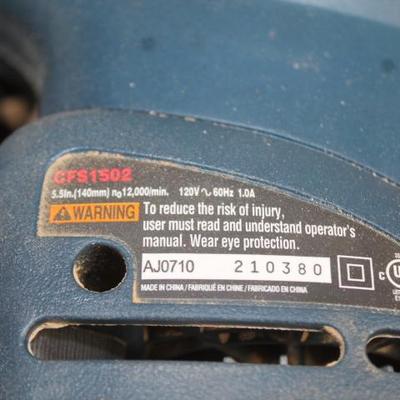 CFS1502
5.5In.(140mm) n₀12,000/min. 120V ∿ 60Hz 1.0A
⚠WARNING To reduce the risk of injury,
user must read and understand operator's
manual. Wear eye protection.
AJ0710 210380
MADE IN CHINA / FABRIQUÉ EN CHINE / FABRICADO EN CHINA